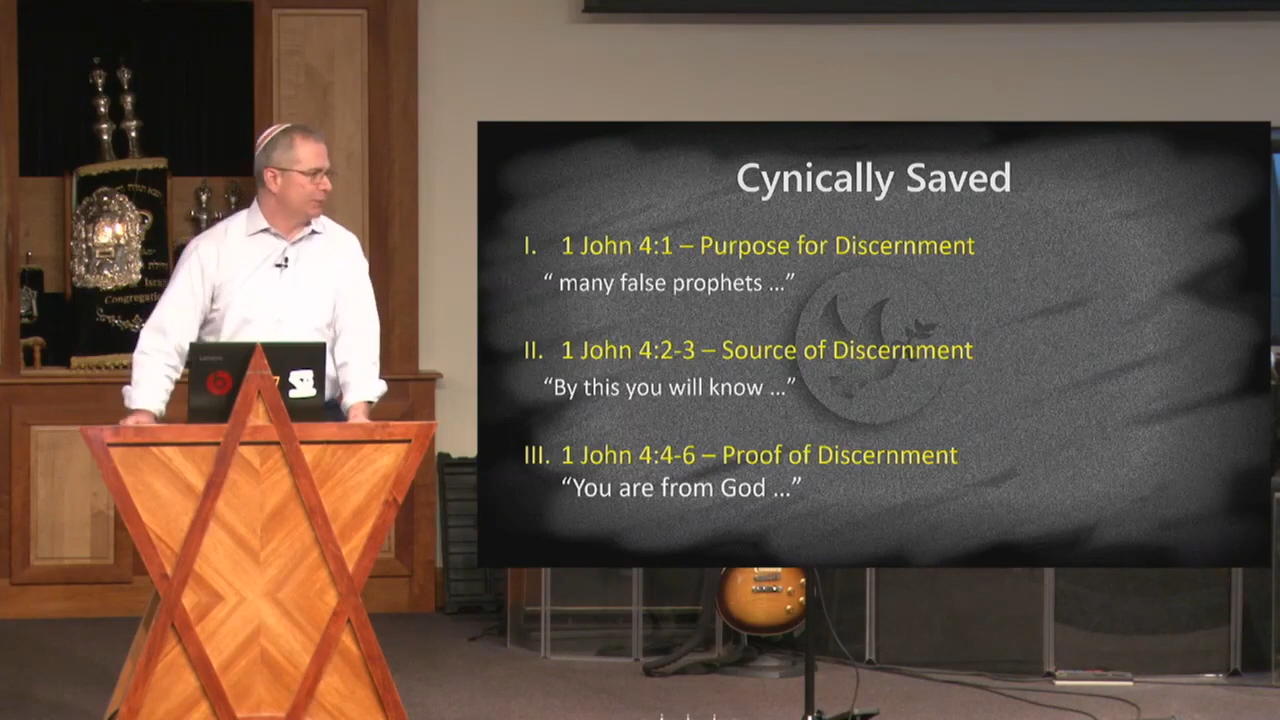 Cynically Saved
I. 1 John 4:1 – Purpose for Discernment
“ many false prophets ...”
II. 1 John 4:2-3 – Source of Discernment
“By this you will know ...”
III. 1 John 4:4-6 – Proof of Discernment
“You are from God ...”
Lenovo
Congregation